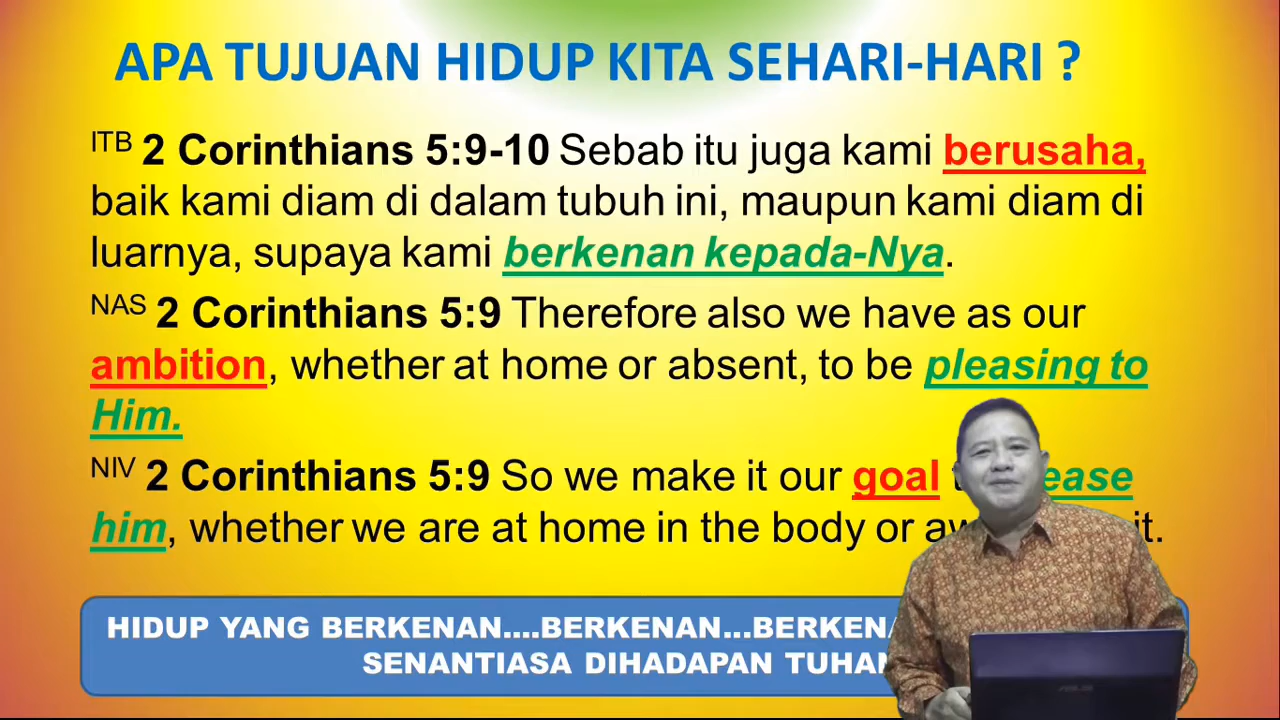 APA TUJUAN HIDUP KITA SEHARI-HARI ?
ITB 2 Corinthians 5:9-10 Sebab itu juga kami berusaha,
baik kami diam di dalam tubuh ini, maupun kami diam di
luarnya, supaya kami berkenan kepada-Nya.
NAS 2 Corinthians 5:9 Therefore also we have as our
ambition, whether at home or absent, to be pleasing to
Him.
NIV 2 Corinthians 5:9 So we make it our goal
him, whether we are at home in the body or it.
HIDUP YANG BERKENAN....BERKENAN...
SENANTIASA DIHADAPAN
ASUS